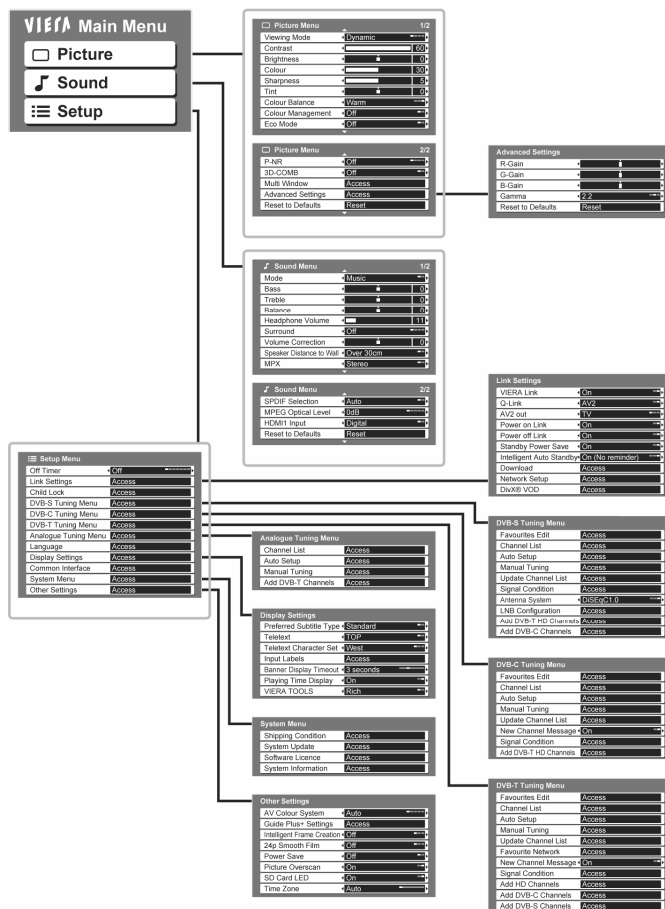 VIErA Main Menu
Picture
Sound
Setup
Picture Menu 1/2
Viewing Mode Dynamic
Contrast 60
Brightness 0
Colour 30
Sharpness 5
Tint 0
Colour Balance Warm
Colour Management Off
Eco Mode Off
Picture Menu 2/2
P-NR Off
3D-COMB Off
Multi Window Access
Advanced Settings Access
Reset to Defaults Reset
Advanced Settings
R-Gain
G-Gain
B-Gain
Gamma 2.2
Reset to Defaults Reset
Sound Menu 1/2
Mode Music
Bass 0
Treble 0
Balance 0
Headphone Volume 11
Surround Off
Volume Correction 0
Speaker Distance to Wall Over 30cm
MPX Stereo
Sound Menu 2/2
SPDIF Selection Auto
MPEG Optical Level 0dB
HDMI1 Input Digital
Reset to Defaults Reset
Setup Menu
Off Timer Off
Link Settings Access
Child Lock Access
DVB-S Tuning Menu Access
DVB-C Tuning Menu Access
DVB-T Tuning Menu Access
Analogue Tuning Menu Access
Language Access
Display Settings Access
Common Interface Access
System Menu Access
Other Settings Access
Link Settings
VIERA Link On
Q-Link AV2
AV2 out TV
Power on Link On
Power off Link On
Standby Power Save On
Intelligent Auto Standby On (No reminder)
Download Access
Network Setup Access
DivX® VOD Access
Analogue Tuning Menu
Channel List Access
Auto Setup Access
Manual Tuning Access
Add DVB-T Channels Access
Display Settings
Preferred Subtitle Type Standard
Teletext TOP
Teletext Character Set West
Input Labels Access
Banner Display Timeout 3 seconds
Playing Time Display On
VIERA TOOLS Rich
System Menu
Shipping Condition Access
System Update Access
Software Licence Access
System Information Access
Other Settings
AV Colour System Auto
Guide Plus+ Settings Access
Intelligent Frame Creation Off
24p Smooth Film Off
Power Save Off
Picture Overscan On
SD Card LED On
Time Zone Auto
DVB-S Tuning Menu
Favourites Edit Access
Channel List Access
Auto Setup Access
Manual Tuning Access
Update Channel List Access
Signal Condition Access
Antenna System DiSEqC1.0
LNB Configuration Access
Add DVB-T HD Channels Access
Add DVB-C Channels Access
DVB-C Tuning Menu
Favourites Edit Access
Channel List Access
Auto Setup Access
Manual Tuning Access
Update Channel List Access
New Channel Message On
Signal Condition Access
Add DVB-T HD Channels Access
DVB-T Tuning Menu
Favourites Edit Access
Channel List Access
Auto Setup Access
Manual Tuning Access
Update Channel List Access
Favourite Network Access
New Channel Message On
Signal Condition Access
Add HD Channels Access
Add DVB-C Channels Access
Add DVB-S Channels Access